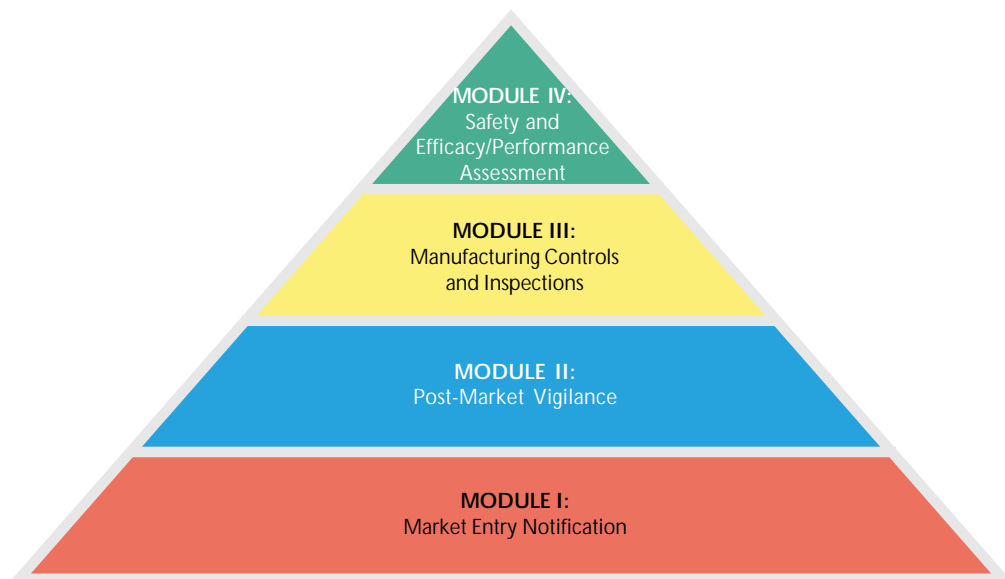 MODULE IV:
Safety and
Efficacy/Performance
Assessment
MODULE III:
Manufacturing Controls
and Inspections
MODULE II:
Post-Market Vigilance
MODULE I:
Market Entry Notification